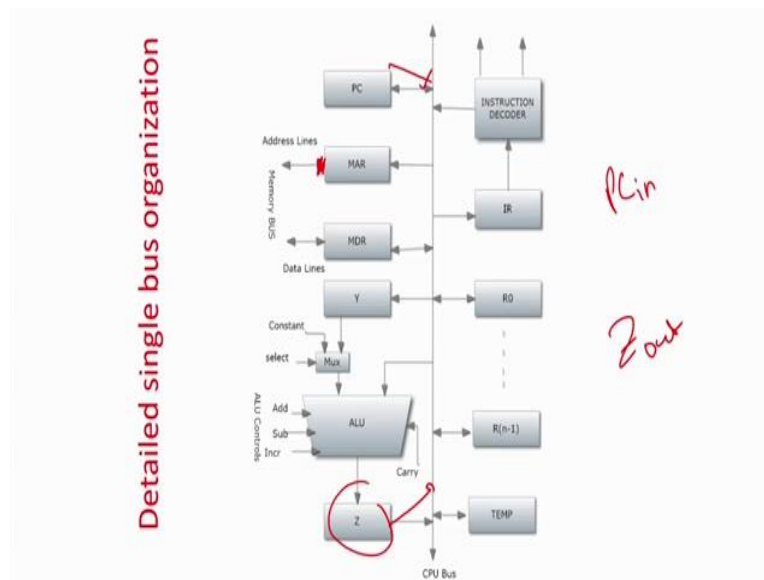 Detailed single bus organization
PC
INSTRUCTION
DECODER
Address Lines
MAR
Memory BUS
IR
PCin
MDR
Data Lines
Y
R0
Constant
select
Mux
Zout
ALU Controls
Add
Sub
Incr
ALU
Carry
R(n-1)
Z
TEMP
CPU Bus